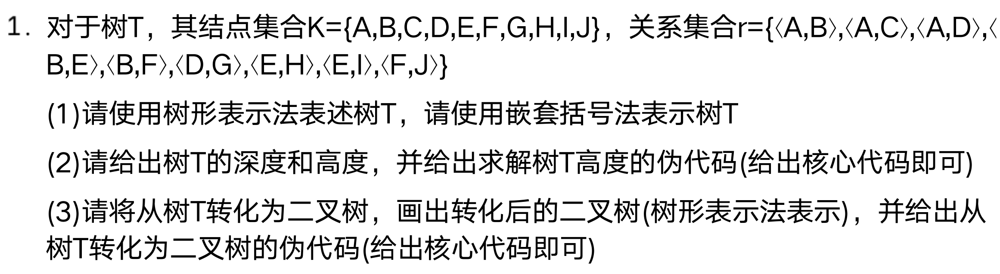 1. 对于树T，其结点集合K={A,B,C,D,E,F,G,H,I,J}，关系集合r={〈A,B〉,〈A,C〉,〈A,D〉,〈
B,E〉,〈B,F〉,〈D,G〉,〈E,H〉,〈E,I〉,〈F,J〉}
(1)请使用树形表示法表述树T，请使用嵌套括号法表示树T
(2)请给出树T的深度和高度，并给出求解树T高度的伪代码(给出核心代码即可)
(3)请将从树T转化为二叉树，画出转化后的二叉树(树形表示法表示)，并给出从
树T转化为二叉树的伪代码(给出核心代码即可)